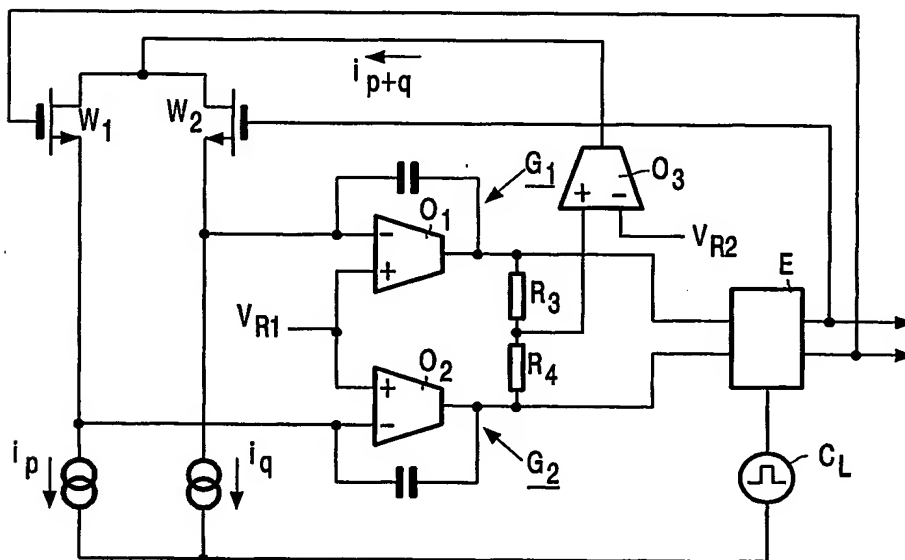 i p+q
W1
W2
G1
O3
+
−
O1
−
+
VR2
E
R3
VR1
O2
R4
+
−
ip
iq
G2
CL